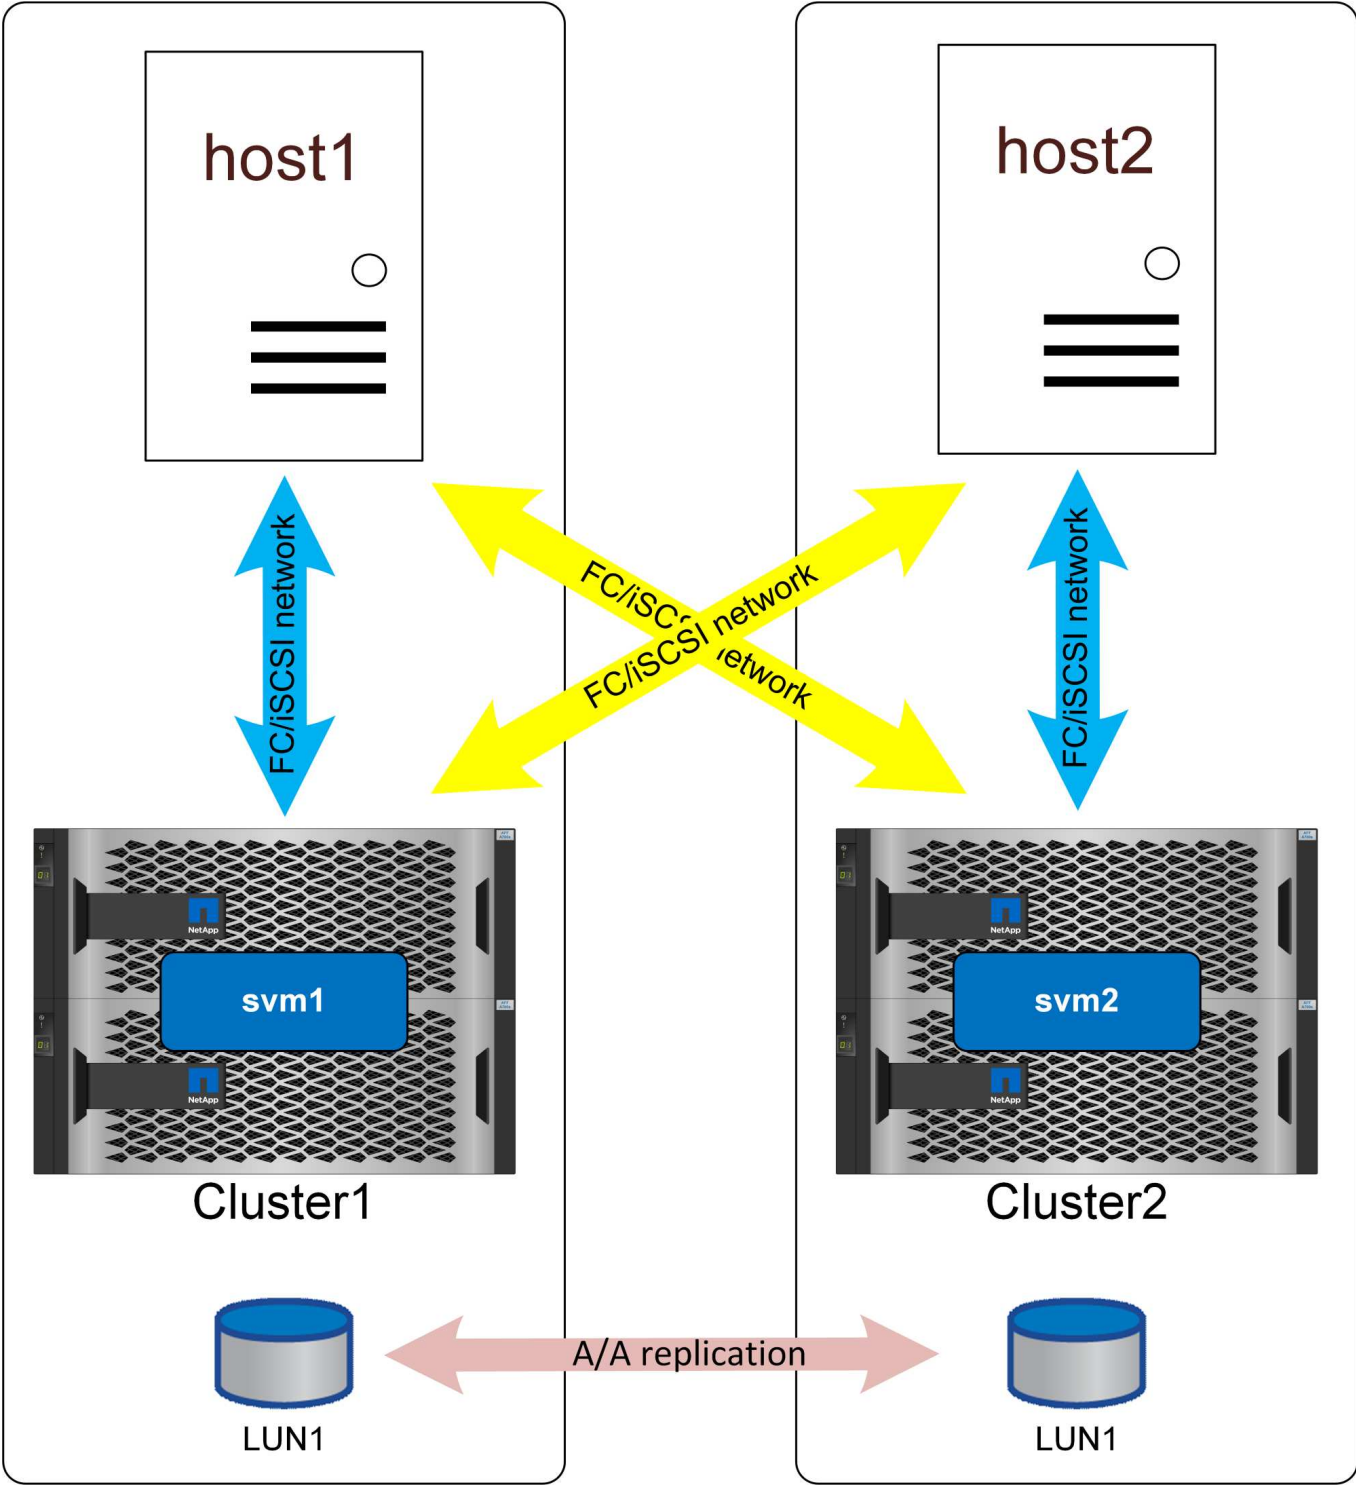 host1
host2
FC/iSCSI network
FC/iSCSI network
FC/iSCSI network
FC/iSCSI network
NetApp
NetApp
svm1
svm2
NetApp
NetApp
Cluster1
Cluster2
A/A replication
LUN1
LUN1